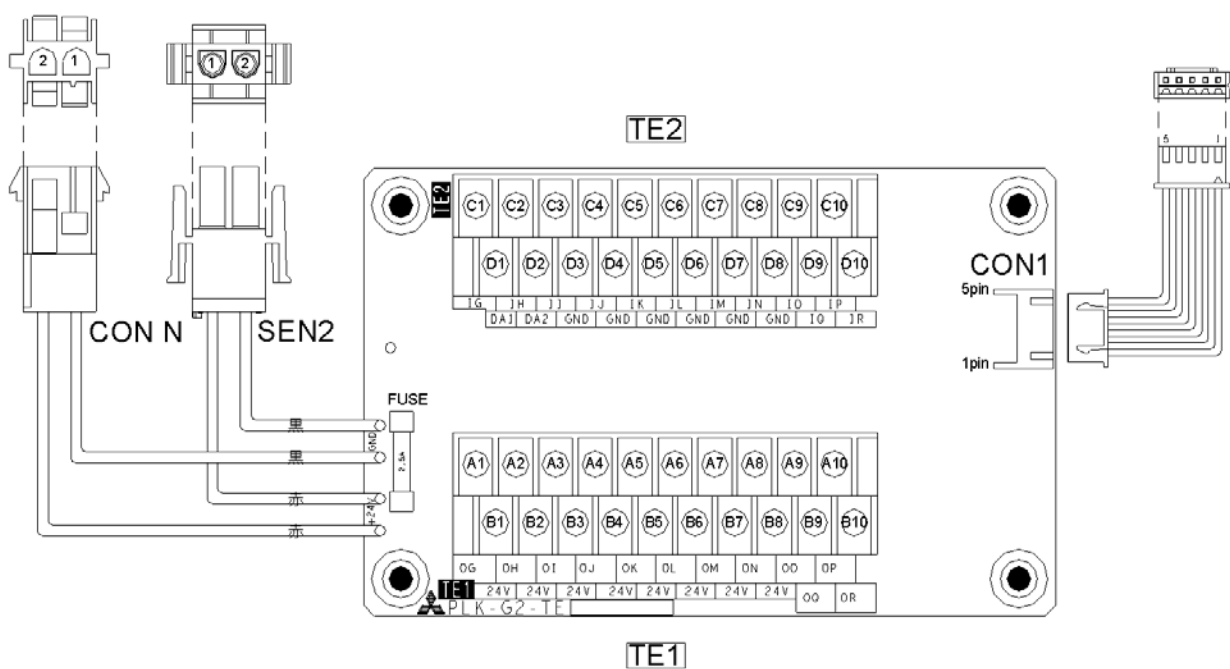 2 1
1 2
TE2
5 1
TE2
C1 C2 C3 C4 C5 C6 C7 C8 C9 C10
D1 D2 D3 D4 D5 D6 D7 D8 D9 D10
IG IH II IJ IK IL IM IN IO IP
DA1 DA2 GND GND GND GND GND GND IQ IR
CON1
5pin
1pin
CON N
SEN2
FUSE
黒
GND
黒
2.5A
赤
+24V
赤
A1 A2 A3 A4 A5 A6 A7 A8 A9 A10
B1 B2 B3 B4 B5 B6 B7 B8 B9 B10
OG OH OI OJ OK OL OM ON OO OP
TE1 24V 24V 24V 24V 24V 24V 24V 24V OQ OR
PLK-G2-TE
TE1